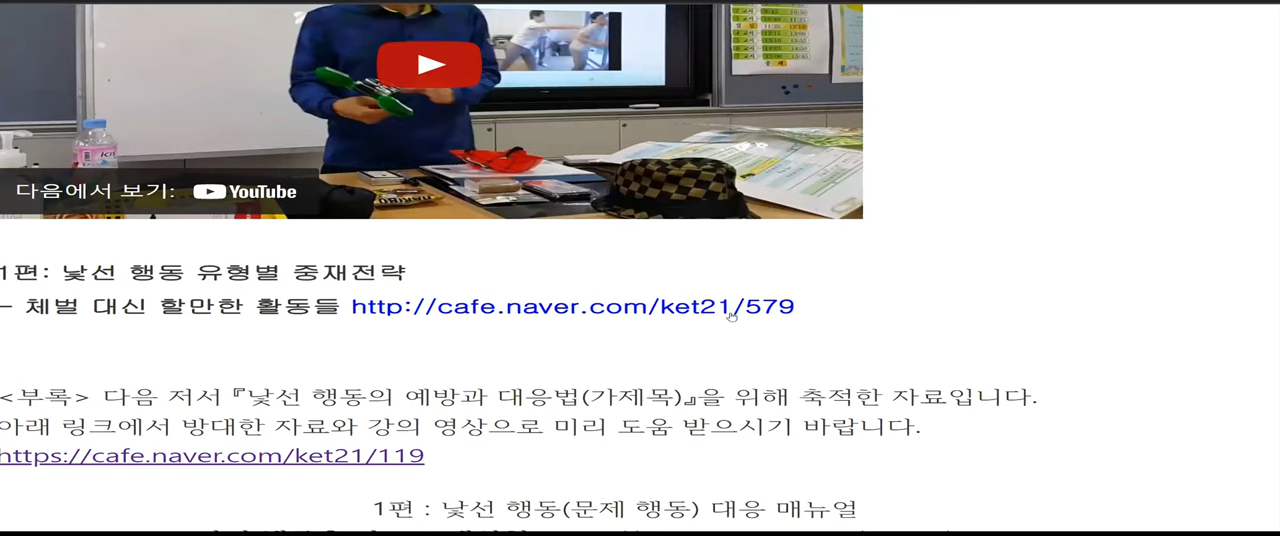 다음에서 보기: YouTube
1편: 낯선 행동 유형별 중재전략
- 체벌 대신 할만한 활동들 http://cafe.naver.com/ket21/579
<부록> 다음 저서 『낯선 행동의 예방과 대응법(가제목)』을 위해 축적한 자료입니다.
아래 링크에서 방대한 자료와 강의 영상으로 미리 도움 받으시기 바랍니다.
https://cafe.naver.com/ket21/119
1편 : 낯선 행동(문제 행동) 대응 매뉴얼